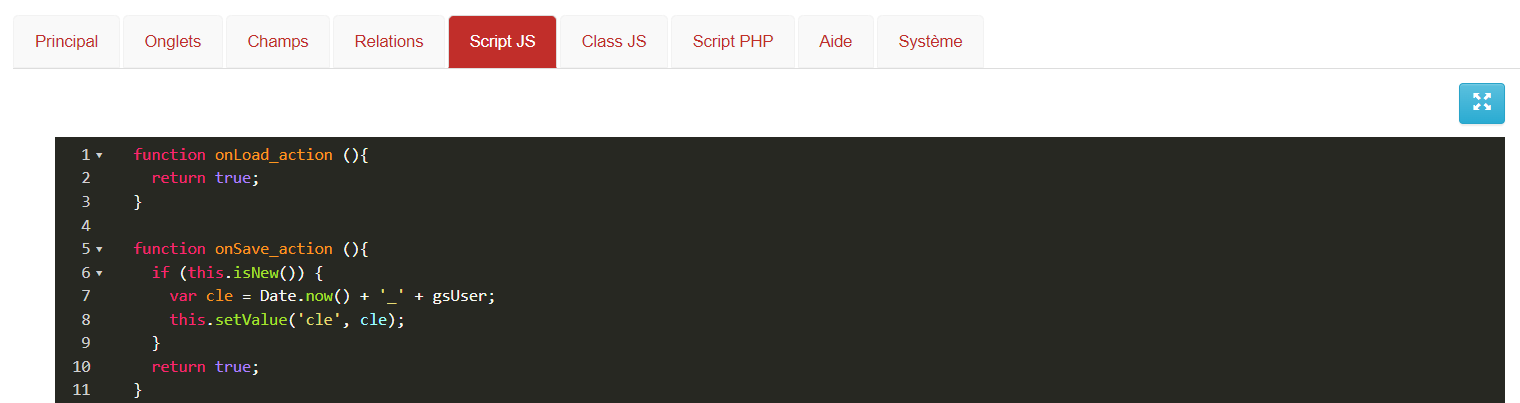 Principal Onglets Champs Relations Script JS Class JS Script PHP Aide Système
1 function onLoad_action (){
2 return true;
3 }
4
5 function onSave_action (){
6 if (this.isNew()) {
7 var cle = Date.now() + '_' + gsUser;
8 this.setValue('cle', cle);
9 }
10 return true;
11 }